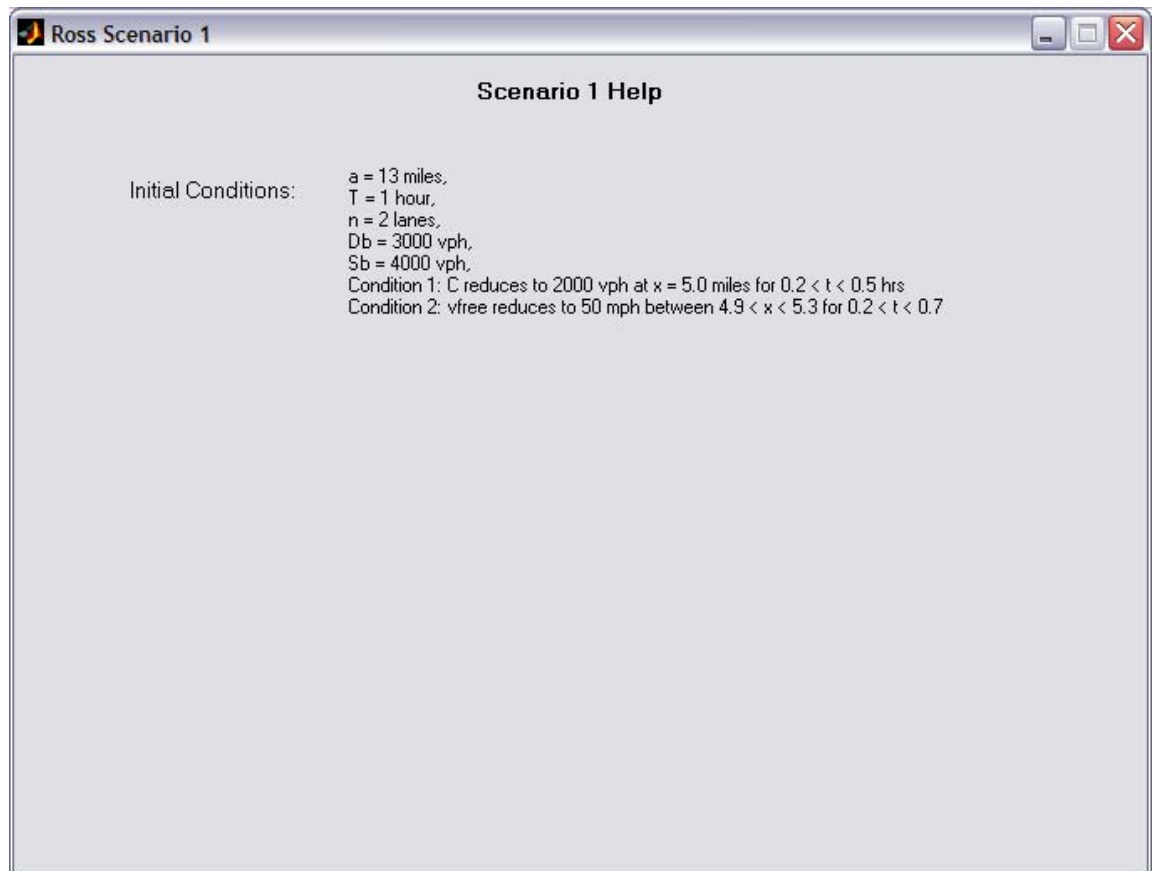 Ross Scenario 1
Scenario 1 Help
Initial Conditions:
a = 13 miles,
T = 1 hour,
n = 2 lanes,
Db = 3000 vph,
Sb = 4000 vph,
Condition 1: C reduces to 2000 vph at x = 5.0 miles for 0.2 < t < 0.5 hrs
Condition 2: vfree reduces to 50 mph between 4.9 < x < 5.3 for 0.2 < t < 0.7